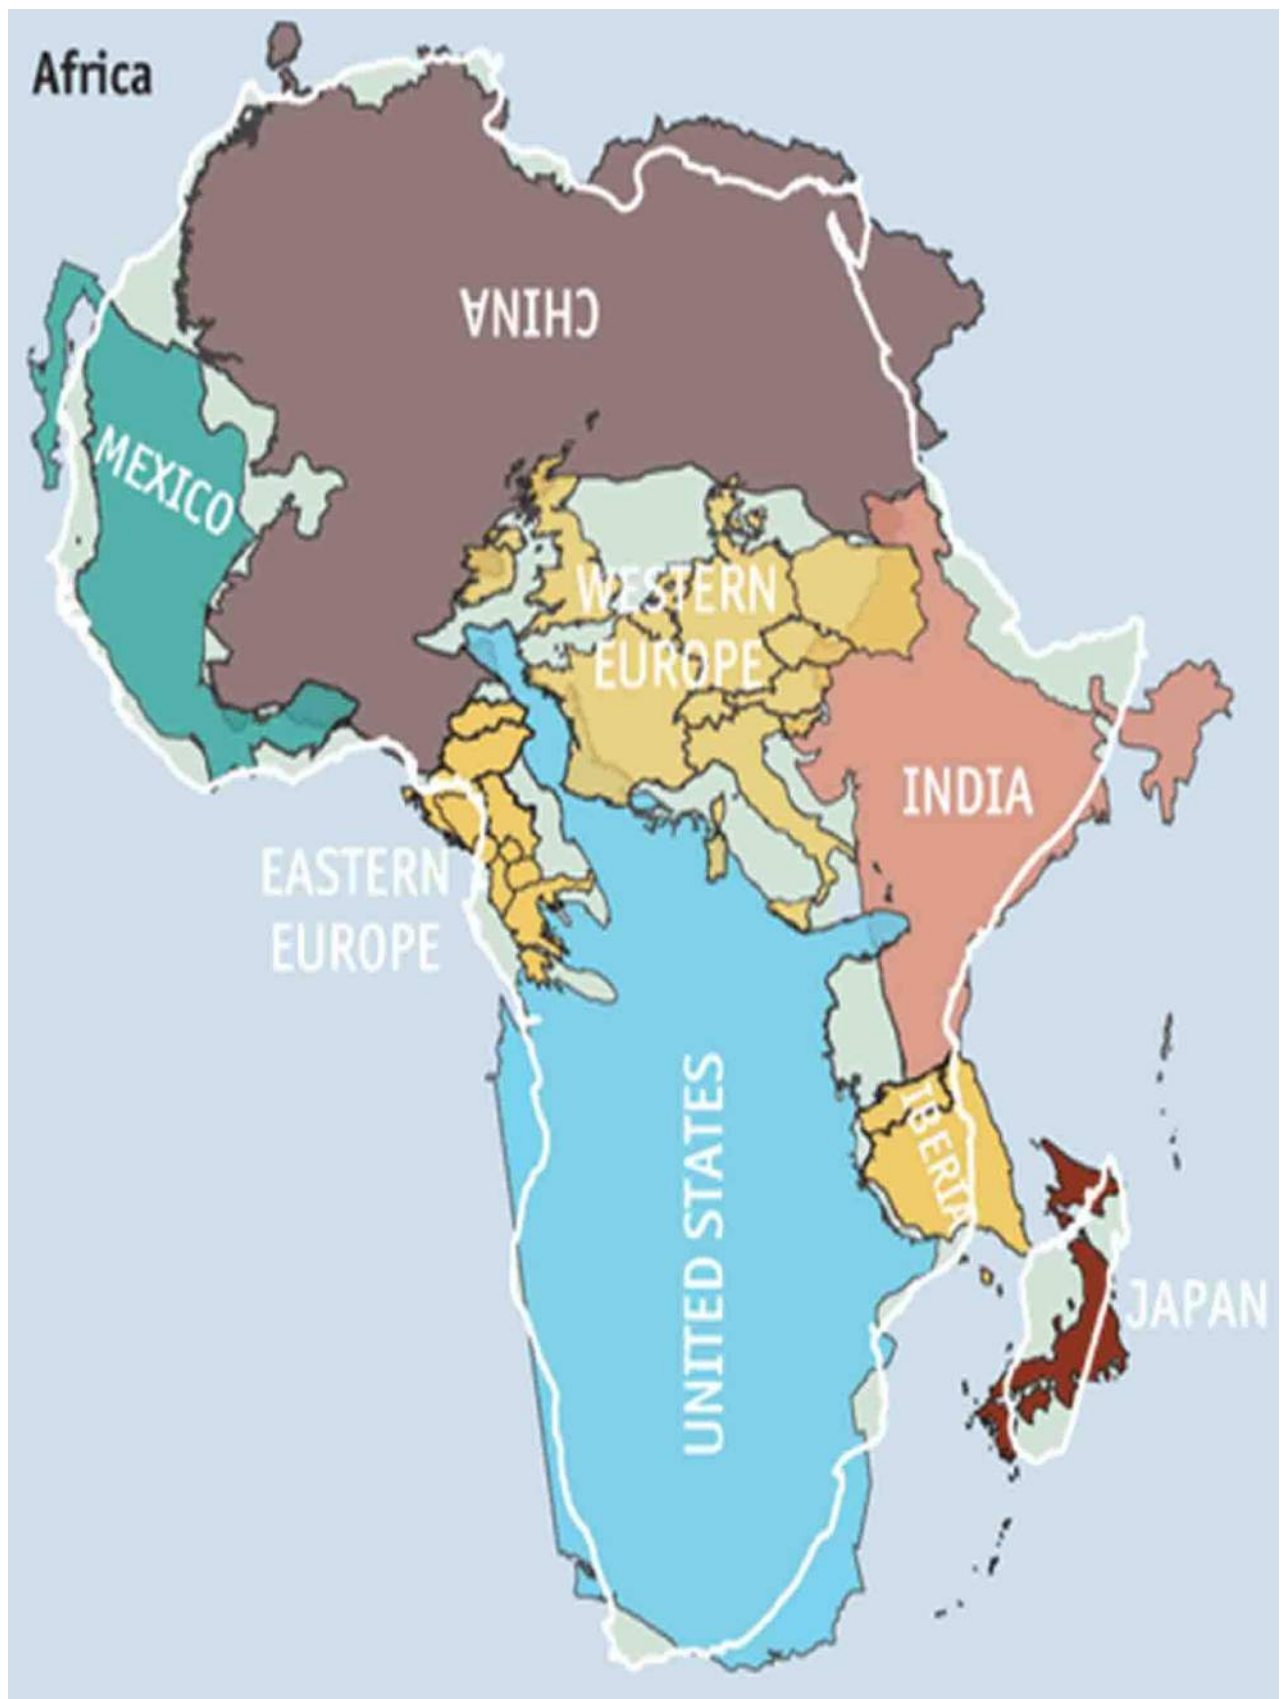 Africa
CHINA
MEXICO
WESTERN
EUROPE
INDIA
EASTERN
EUROPE
IBERIA
UNITED STATES
JAPAN